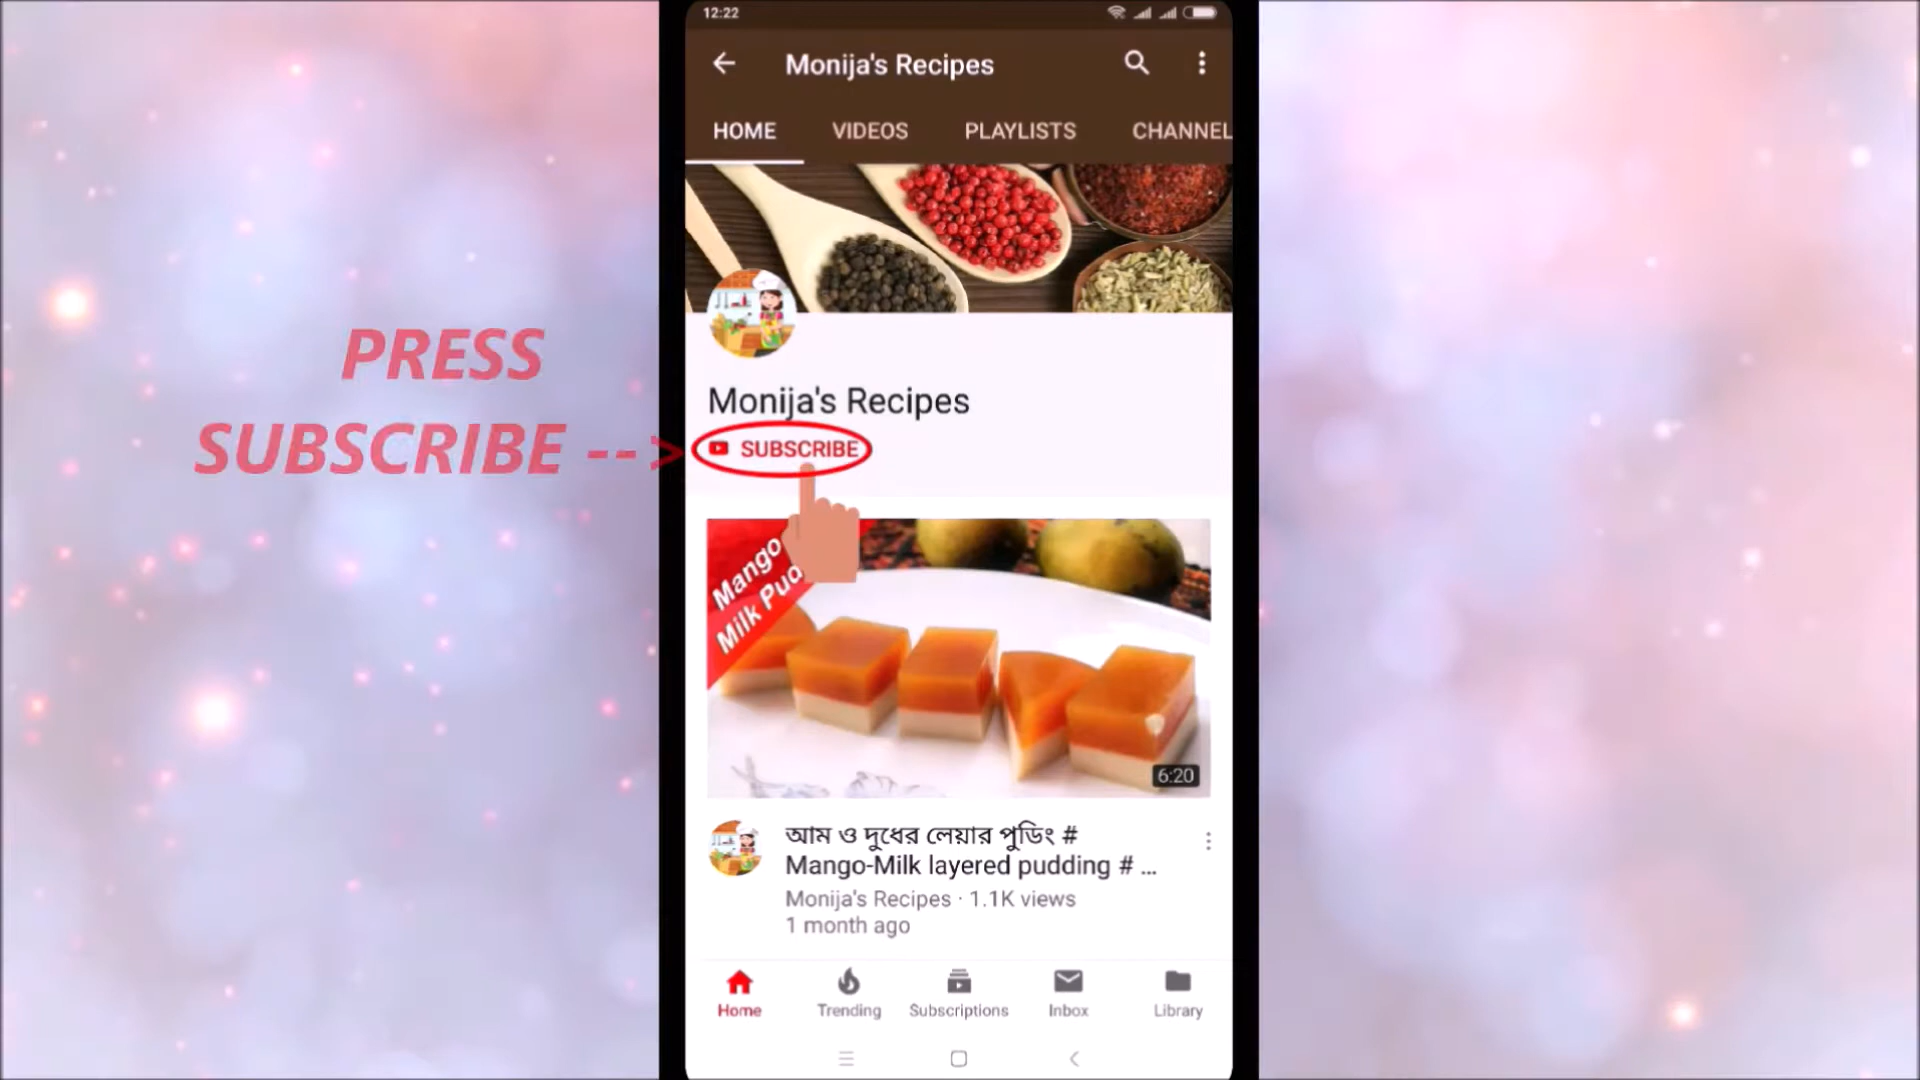 12:22
Monija's Recipes
HOME VIDEOS PLAYLISTS CHANNEL
PRESS
SUBSCRIBE -->
Monija's Recipes
SUBSCRIBE
Mango
Milk
6:20
আম ও দুধের লেয়ার পুডিং #
Mango-Milk layered pudding # ...
Monija's Recipes · 1.1K views
1 month ago
Home Trending Subscriptions Inbox Library